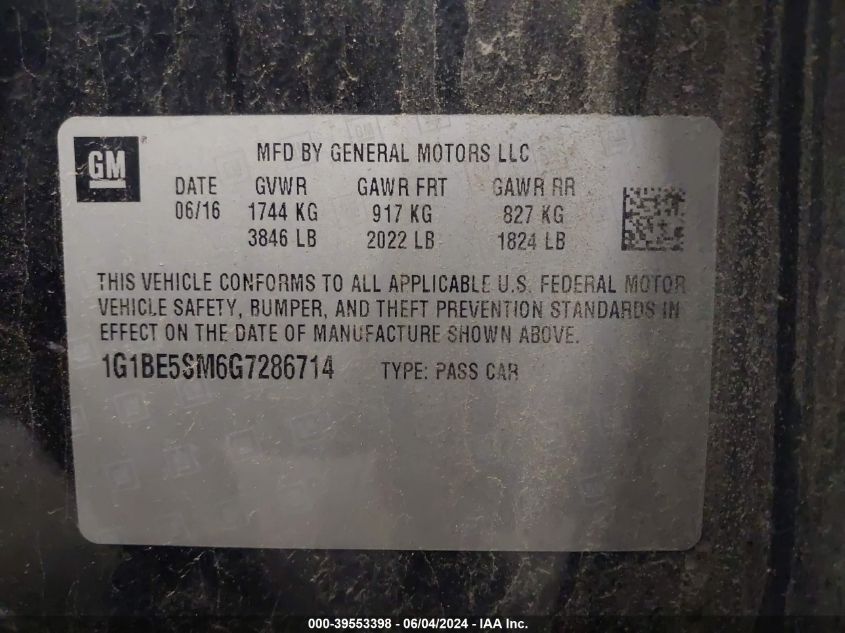 GM
MFD BY GENERAL MOTORS LLC
DATE GVWR GAWR FRT GAWR RR
06/16 1744 KG 917 KG 827 KG
3846 LB 2022 LB 1824 LB
THIS VEHICLE CONFORMS TO ALL APPLICABLE U.S. FEDERAL MOTOR
VEHICLE SAFETY, BUMPER, AND THEFT PREVENTION STANDARDS IN
EFFECT ON THE DATE OF MANUFACTURE SHOWN ABOVE.
1G1BE5SM6G7286714 TYPE: PASS CAR
000-39553398 - 06/04/2024 - IAA Inc.